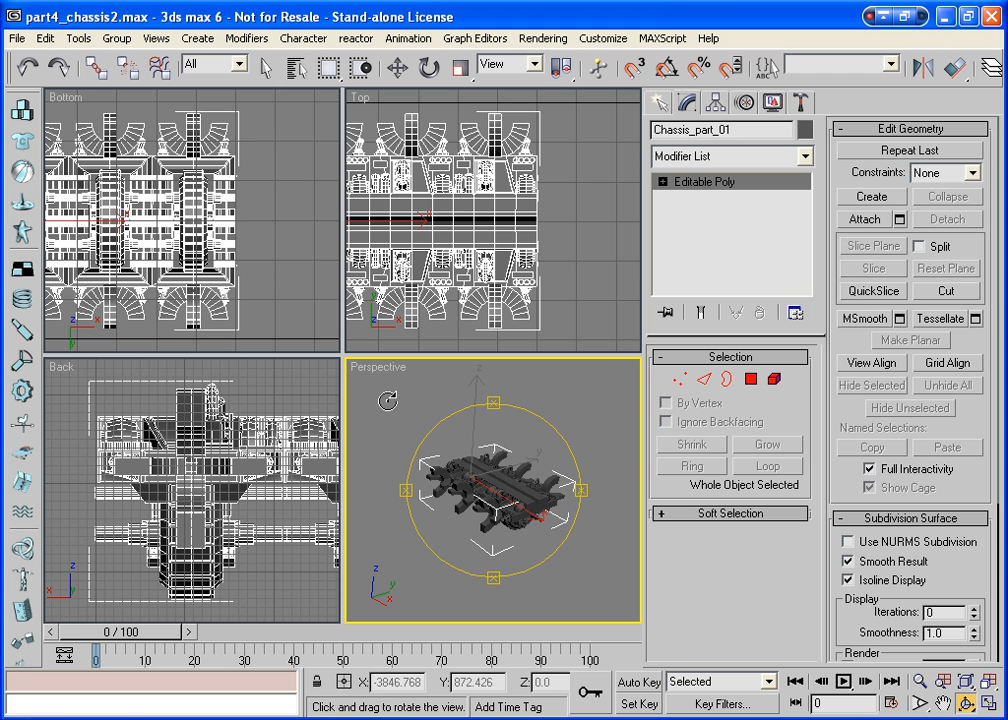 part4_chassis2.max - 3ds max 6 - Not for Resale - Stand-alone License
File Edit Tools Group Views Create Modifiers Character reactor Animation Graph Editors Rendering Customize MAXScript Help
All View
Bottom Top
Back Perspective
Chassis_part_01
Modifier List
Editable Poly
Selection
By Vertex
Ignore Backfacing
Shrink Grow
Ring Loop
Whole Object Selected
Soft Selection
Edit Geometry
Repeat Last
Constraints: None
Create Collapse
Attach Detach
Slice Plane Split
Slice Reset Plane
QuickSlice Cut
MSmooth Tessellate
Make Planar
View Align Grid Align
Hide Selected Unhide All
Hide Unselected
Named Selections:
Copy Paste
Full Interactivity
Show Cage
Subdivision Surface
Use NURMS Subdivision
Smooth Result
Isoline Display
Display
Iterations: 0
Smoothness: 1.0
Render
0 / 100
0 10 20 30 40 50 60 70 80 90 100
X: -3846.768 Y: 872.426 Z: 0.0
Auto Key Selected
Click and drag to rotate the view. Add Time Tag
Set Key Key Filters... 0